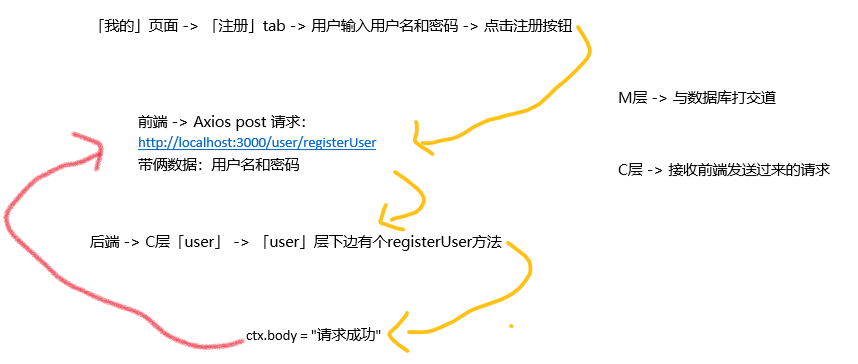 「我的」页面 -> 「注册」tab -> 用户输入用户名和密码 -> 点击注册按钮
M层 -> 与数据库打交道
前端 -> Axios post 请求：
http://localhost:3000/user/registerUser
带俩数据：用户名和密码
C层 -> 接收前端发送过来的请求
后端 -> C层「user」 -> 「user」层下边有个registerUser方法
ctx.body = "请求成功"